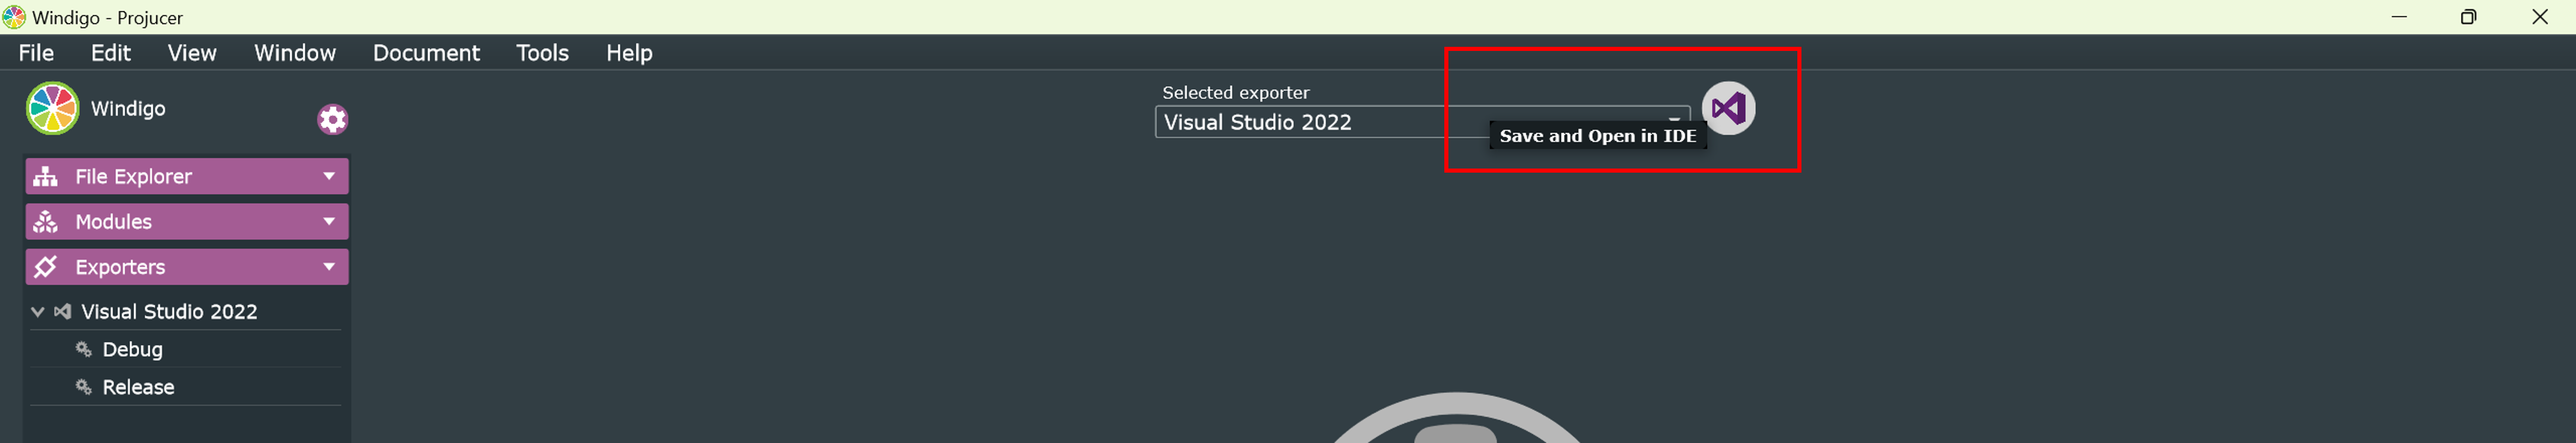 Windigo - Projucer
File Edit View Window Document Tools Help
Windigo
Selected exporter
Visual Studio 2022
Save and Open in IDE
File Explorer
Modules
Exporters
Visual Studio 2022
Debug
Release